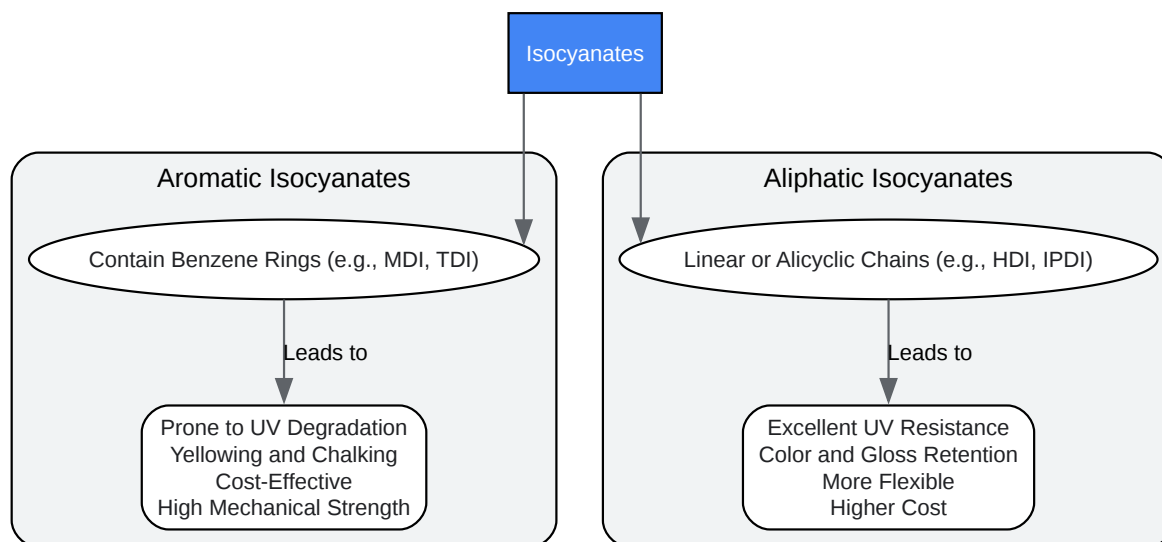 Isocyanates
Aromatic Isocyanates
Contain Benzene Rings (e.g., MDI, TDI)
Leads to
Prone to UV Degradation
Yellowing and Chalking
Cost-Effective
High Mechanical Strength
Aliphatic Isocyanates
Linear or Alicyclic Chains (e.g., HDI, IPDI)
Leads to
Excellent UV Resistance
Color and Gloss Retention
More Flexible
Higher Cost